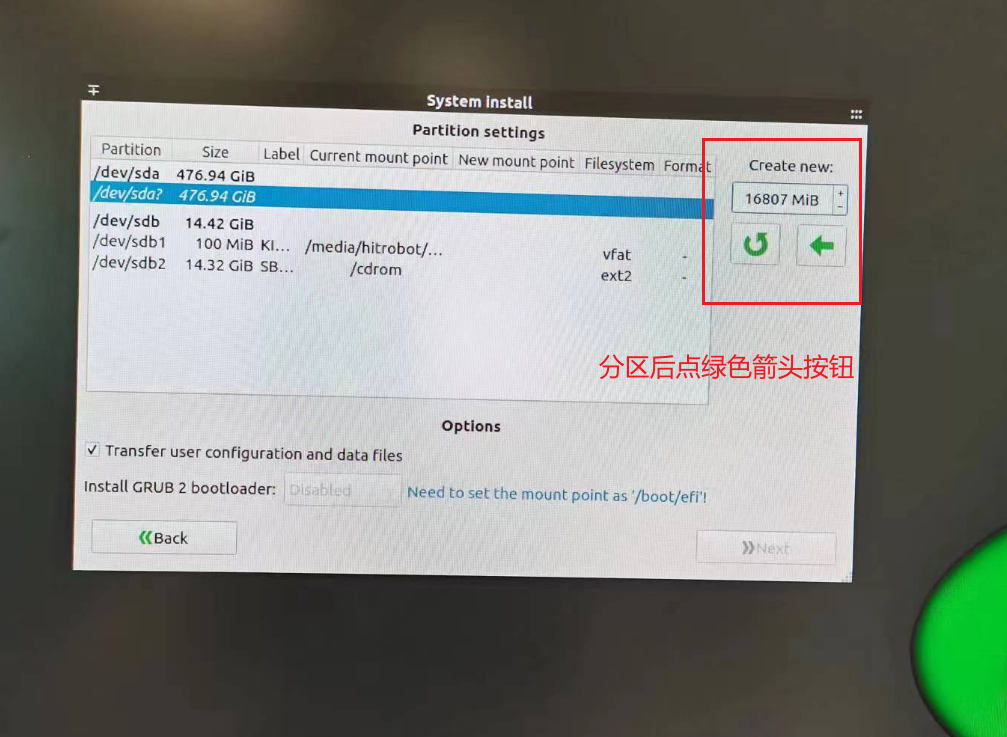 System install
Partition settings
Partition Size Label Current mount point New mount point Filesystem Format
/dev/sda 476.94 GiB
/dev/sda? 476.94 GiB
/dev/sdb 14.42 GiB
/dev/sdb1 100 MiB KI... /media/hitrobot/... vfat -
/dev/sdb2 14.32 GiB SB... /cdrom ext2 -
Create new:
16807 MiB
分区后点绿色箭头按钮
Options
Transfer user configuration and data files
Install GRUB 2 bootloader: Disabled Need to set the mount point as '/boot/efi'!
Back
Next